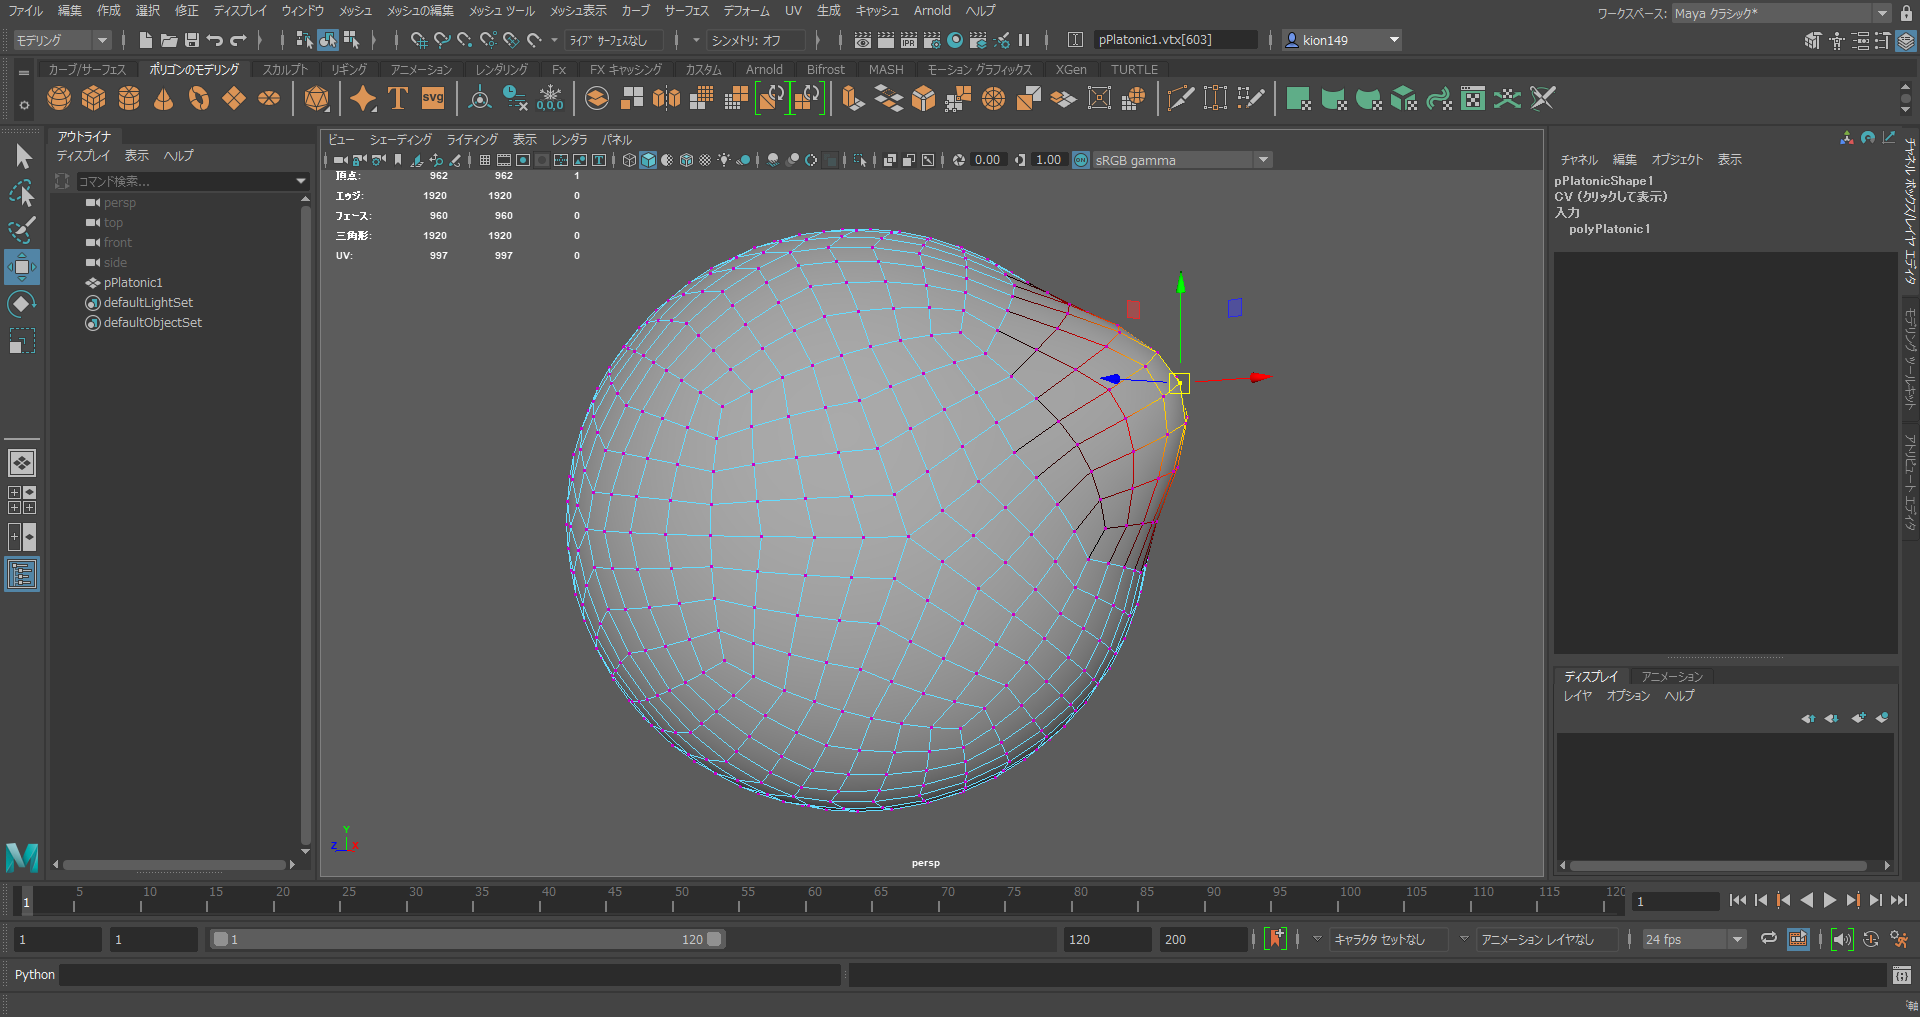 ファイル 編集 作成 選択 修正 ディスプレイ ウィンドウ メッシュ メッシュの編集 メッシュ ツール メッシュ表示 カーブ サーフェス デフォーム UV 生成 キャッシュ Arnold ヘルプ
ワークスペース: Maya クラシック*
モデリング ライブ サーフェスなし シンメトリ: オフ pPlatonic1.vtx[603] kion149
カーブ/サーフェス ポリゴンのモデリング スカルプト リギング アニメーション レンダリング Fx FX キャッシング カスタム Arnold Bifrost MASH モーション グラフィックス XGen TURTLE
SVG
0,0,0
IPR
アウトライナ
ディスプレイ 表示 ヘルプ
コマンド検索...
persp
top
front
side
pPlatonic1
defaultLightSet
defaultObjectSet
ビュー シェーディング ライティング 表示 レンダラ パネル
0.00 1.00 ON sRGB gamma
頂点: 962 962 1
エッジ: 1920 1920 0
フェース: 960 960 0
三角形: 1920 1920 0
UV: 997 997 0
Y
Z X
persp
チャネル 編集 オブジェクト 表示
pPlatonicShape1
CV (クリックして表示)
入力
polyPlatonic1
ディスプレイ アニメーション
レイヤ オプション ヘルプ
チャネル ボックス/レイヤ エディタ
モデリング ツールキット
アトリビュート エディタ
1 5 10 15 20 25 30 35 40 45 50 55 60 65 70 75 80 85 90 95 100 105 110 115 120
1
1 1 1 120 120 200 キャラクタ セットなし アニメーション レイヤなし 24 fps
Python